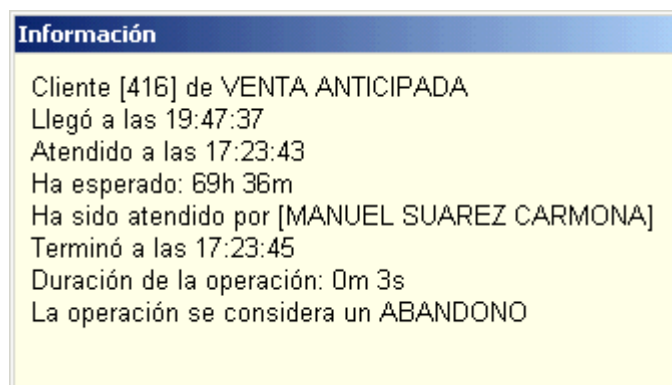 Información
Cliente [416] de VENTA ANTICIPADA
Llegó a las 19:47:37
Atendido a las 17:23:43
Ha esperado: 69h 36m
Ha sido atendido por [MANUEL SUAREZ CARMONA]
Terminó a las 17:23:45
Duración de la operación: 0m 3s
La operación se considera un ABANDONO